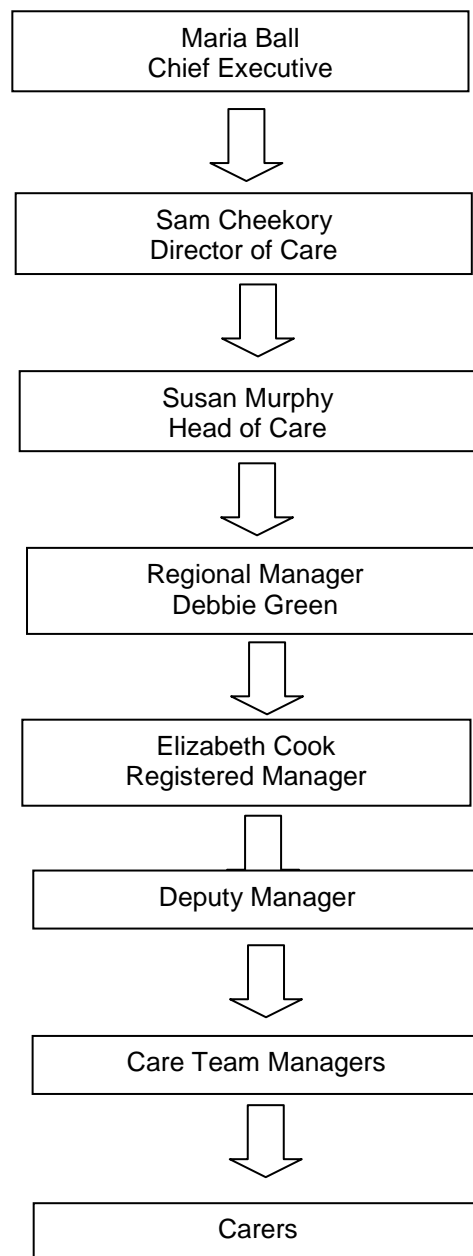 Maria Ball
Chief Executive
Sam Cheekory
Director of Care
Susan Murphy
Head of Care
Regional Manager
Debbie Green
Elizabeth Cook
Registered Manager
Deputy Manager
Care Team Managers
Carers